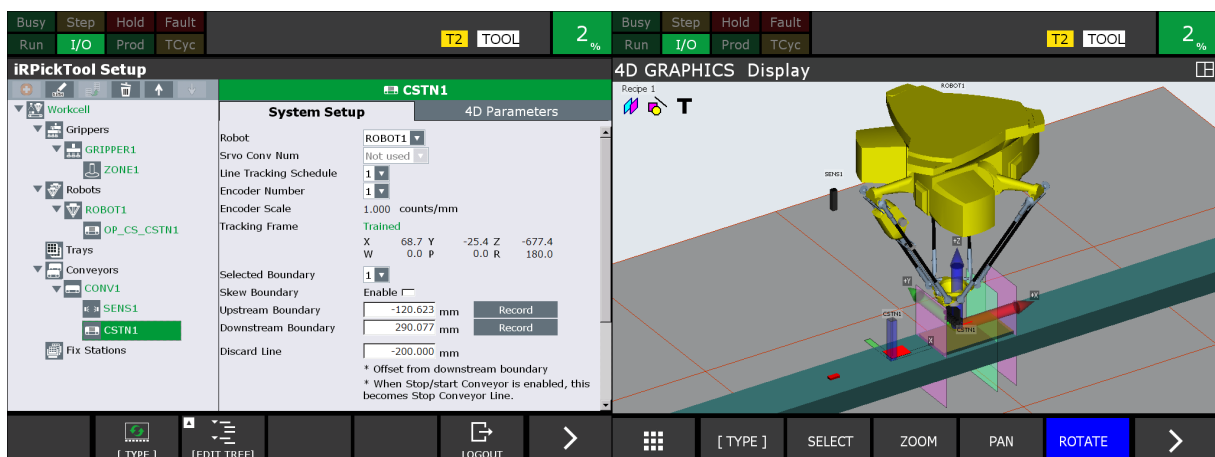 Busy Step Hold Fault
Run I/O Prod TCyc
T2 TOOL 2 %
iRPickTool Setup
CSTN1
System Setup 4D Parameters
Workcell
Grippers
GRIPPER1
ZONE1
Robots
ROBOT1
OP_CS_CSTN1
Trays
Conveyors
CONV1
SENS1
CSTN1
Fix Stations
Robot ROBOT1
Srvo Conv Num Not used
Line Tracking Schedule 1
Encoder Number 1
Encoder Scale 1.000 counts/mm
Tracking Frame Trained
X 68.7 Y -25.4 Z -677.4
W 0.0 P 0.0 R 180.0
Selected Boundary 1
Skew Boundary Enable
Upstream Boundary -120.623 mm Record
Downstream Boundary 290.077 mm Record
Discard Line -200.000 mm
* Offset from downstream boundary
* When Stop/start Conveyor is enabled, this
becomes Stop Conveyor Line.
[ TYPE ] [EDIT TREE] LOGOUT >
Busy Step Hold Fault
Run I/O Prod TCyc
T2 TOOL 2 %
4D GRAPHICS Display
Recipe 1
T
ROBOT1
SENS1
+Z
+Y
+X
CSTN1
CSTN1
X
[ TYPE ] SELECT ZOOM PAN ROTATE >